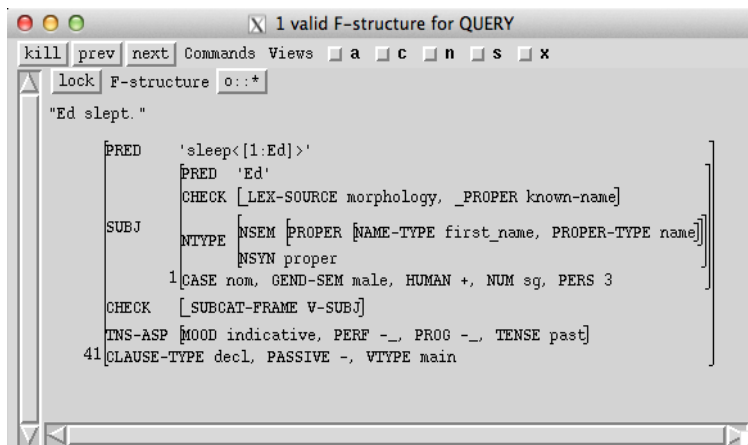 X 1 valid F-structure for QUERY
kill prev next Commands Views a c n s x
lock F-structure o::*
"Ed slept."
PRED 'sleep<[1:Ed]>'
PRED 'Ed'
CHECK [_LEX-SOURCE morphology, _PROPER known-name]
SUBJ
NTYPE [NSEM [PROPER [NAME-TYPE first_name, PROPER-TYPE name]]
NSYN proper
1 CASE nom, GEND-SEM male, HUMAN +, NUM sg, PERS 3
CHECK [_SUBCAT-FRAME V-SUBJ]
TNS-ASP [MOOD indicative, PERF -_, PROG -_, TENSE past]
41 CLAUSE-TYPE decl, PASSIVE -, VTYPE main